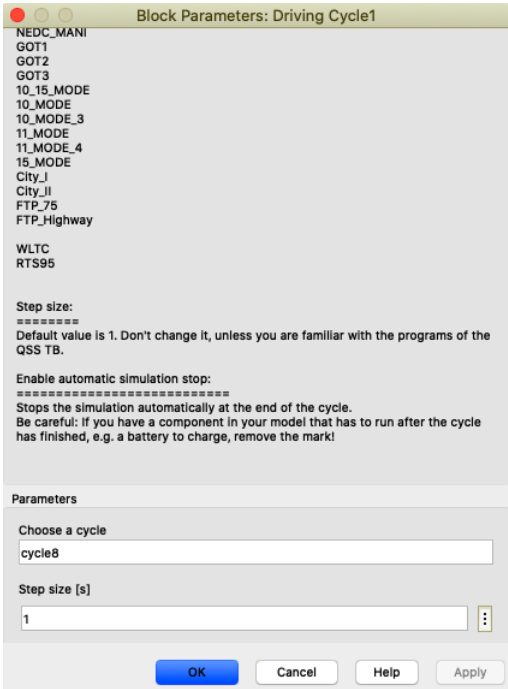 Block Parameters: Driving Cycle1
NEDC_MANI
GOT1
GOT2
GOT3
10_15_MODE
10_MODE
10_MODE_3
11_MODE
11_MODE_4
15_MODE
City_I
City_II
FTP_75
FTP_Highway
WLTC
RTS95
Step size:
========
Default value is 1. Don't change it, unless you are familiar with the programs of the
QSS TB.
Enable automatic simulation stop:
===========================
Stops the simulation automatically at the end of the cycle.
Be careful: If you have a component in your model that has to run after the cycle
has finished, e.g. a battery to charge, remove the mark!
Parameters
Choose a cycle
cycle8
Step size [s]
1
OK Cancel Help Apply